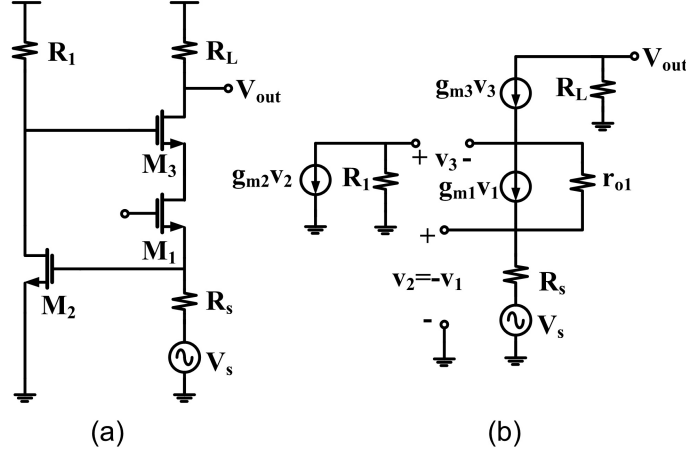 R1
RL
Vout
M3
M1
M2
Rs
Vs
(a)
Vout
gm3v3
RL
+ v3 -
gm2v2
R1
gm1v1
ro1
+
v2=-v1
Rs
-
Vs
(b)